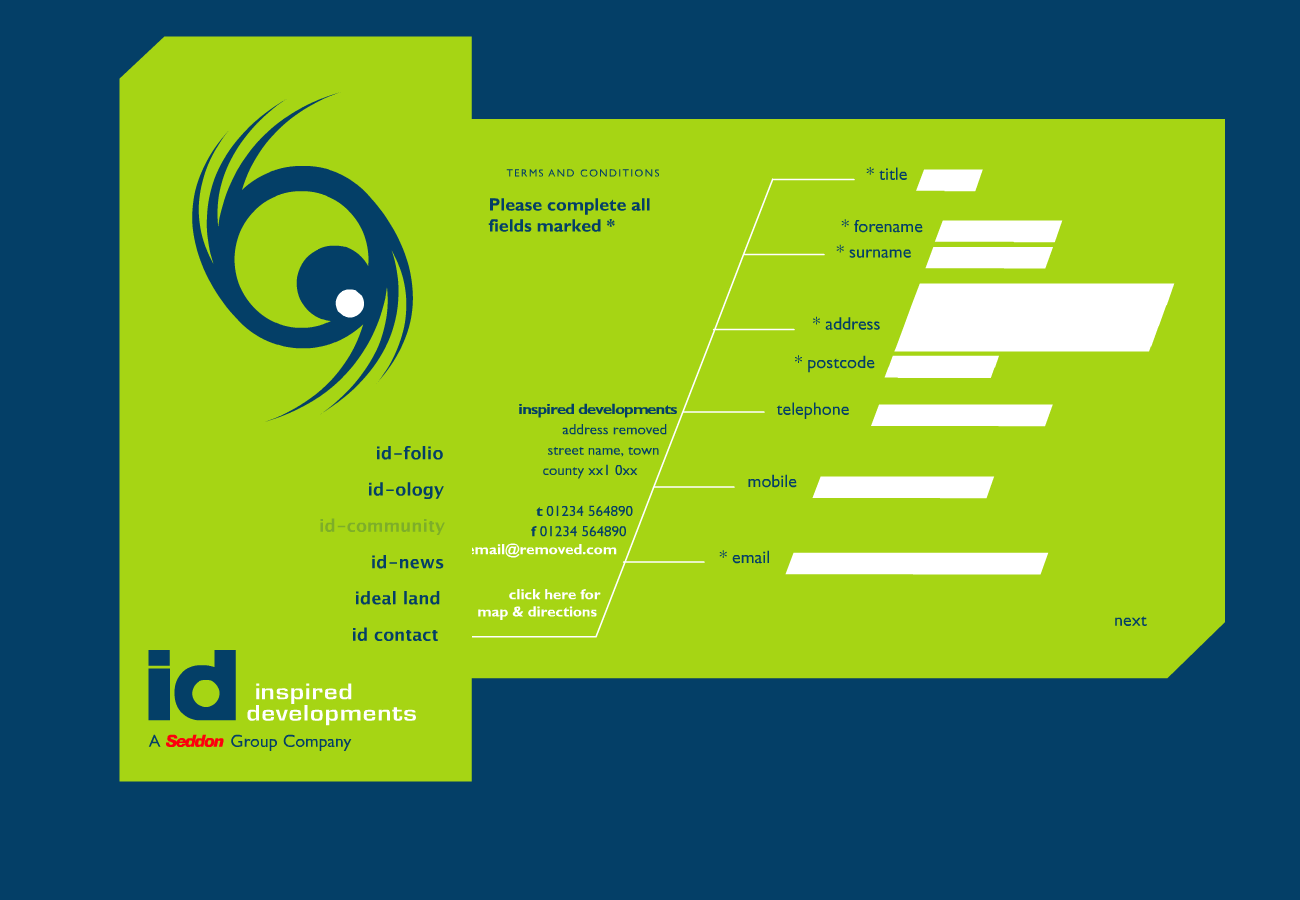 TERMS AND CONDITIONS
Please complete all
fields marked *
* title
* forename
* surname
* address
* postcode
telephone
mobile
* email
next
inspired developments
address removed
street name, town
county xx1 0xx
t 01234 564890
f 01234 564890
email@removed.com
click here for
map & directions
id-folio
id-ology
id-community
id-news
ideal land
id contact
id inspired
developments
A Seddon Group Company